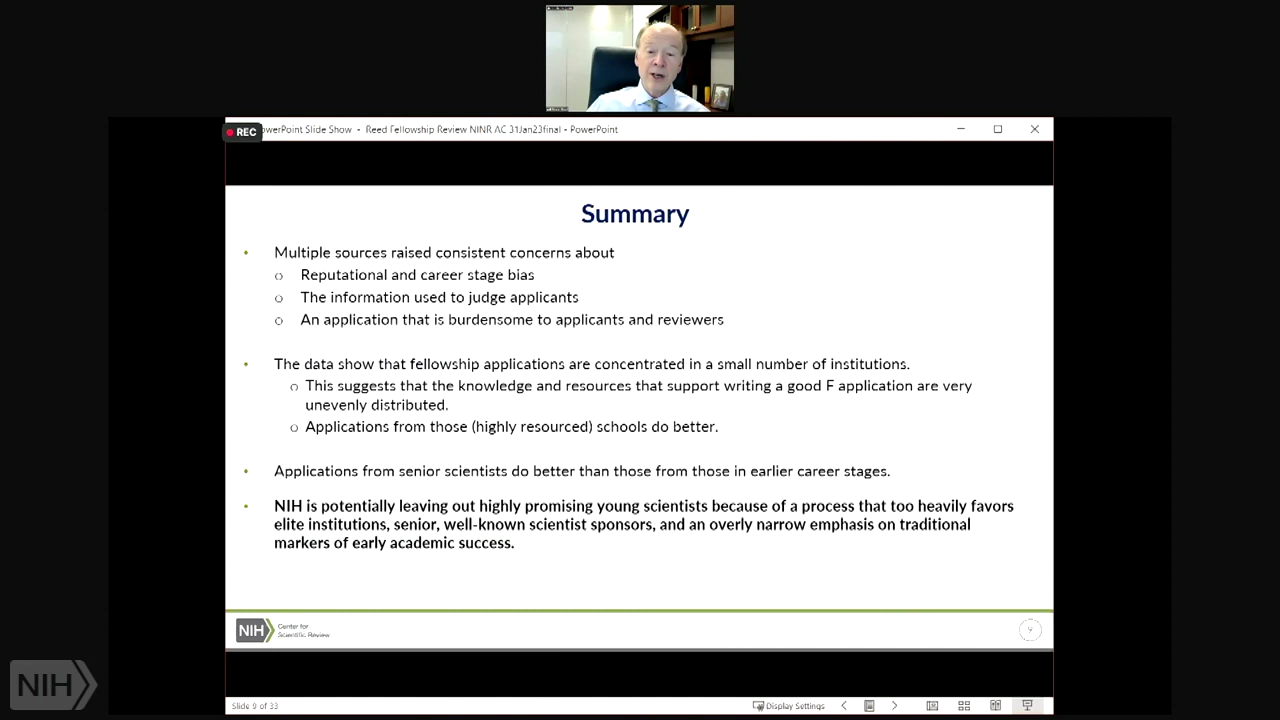 REC
PowerPoint Slide Show - Reed Fellowship Review NINR AC 31Jan23final - PowerPoint
Summary
• Multiple sources raised consistent concerns about
o Reputational and career stage bias
o The information used to judge applicants
o An application that is burdensome to applicants and reviewers
• The data show that fellowship applications are concentrated in a small number of institutions.
o This suggests that the knowledge and resources that support writing a good F application are very
unevenly distributed.
o Applications from those (highly resourced) schools do better.
• Applications from senior scientists do better than those from those in earlier career stages.
• NIH is potentially leaving out highly promising young scientists because of a process that too heavily favors
elite institutions, senior, well-known scientist sponsors, and an overly narrow emphasis on traditional
markers of early academic success.
NIH
Center for
Scientific Review
9
NIH
Slide 9 of 33
Display Settings